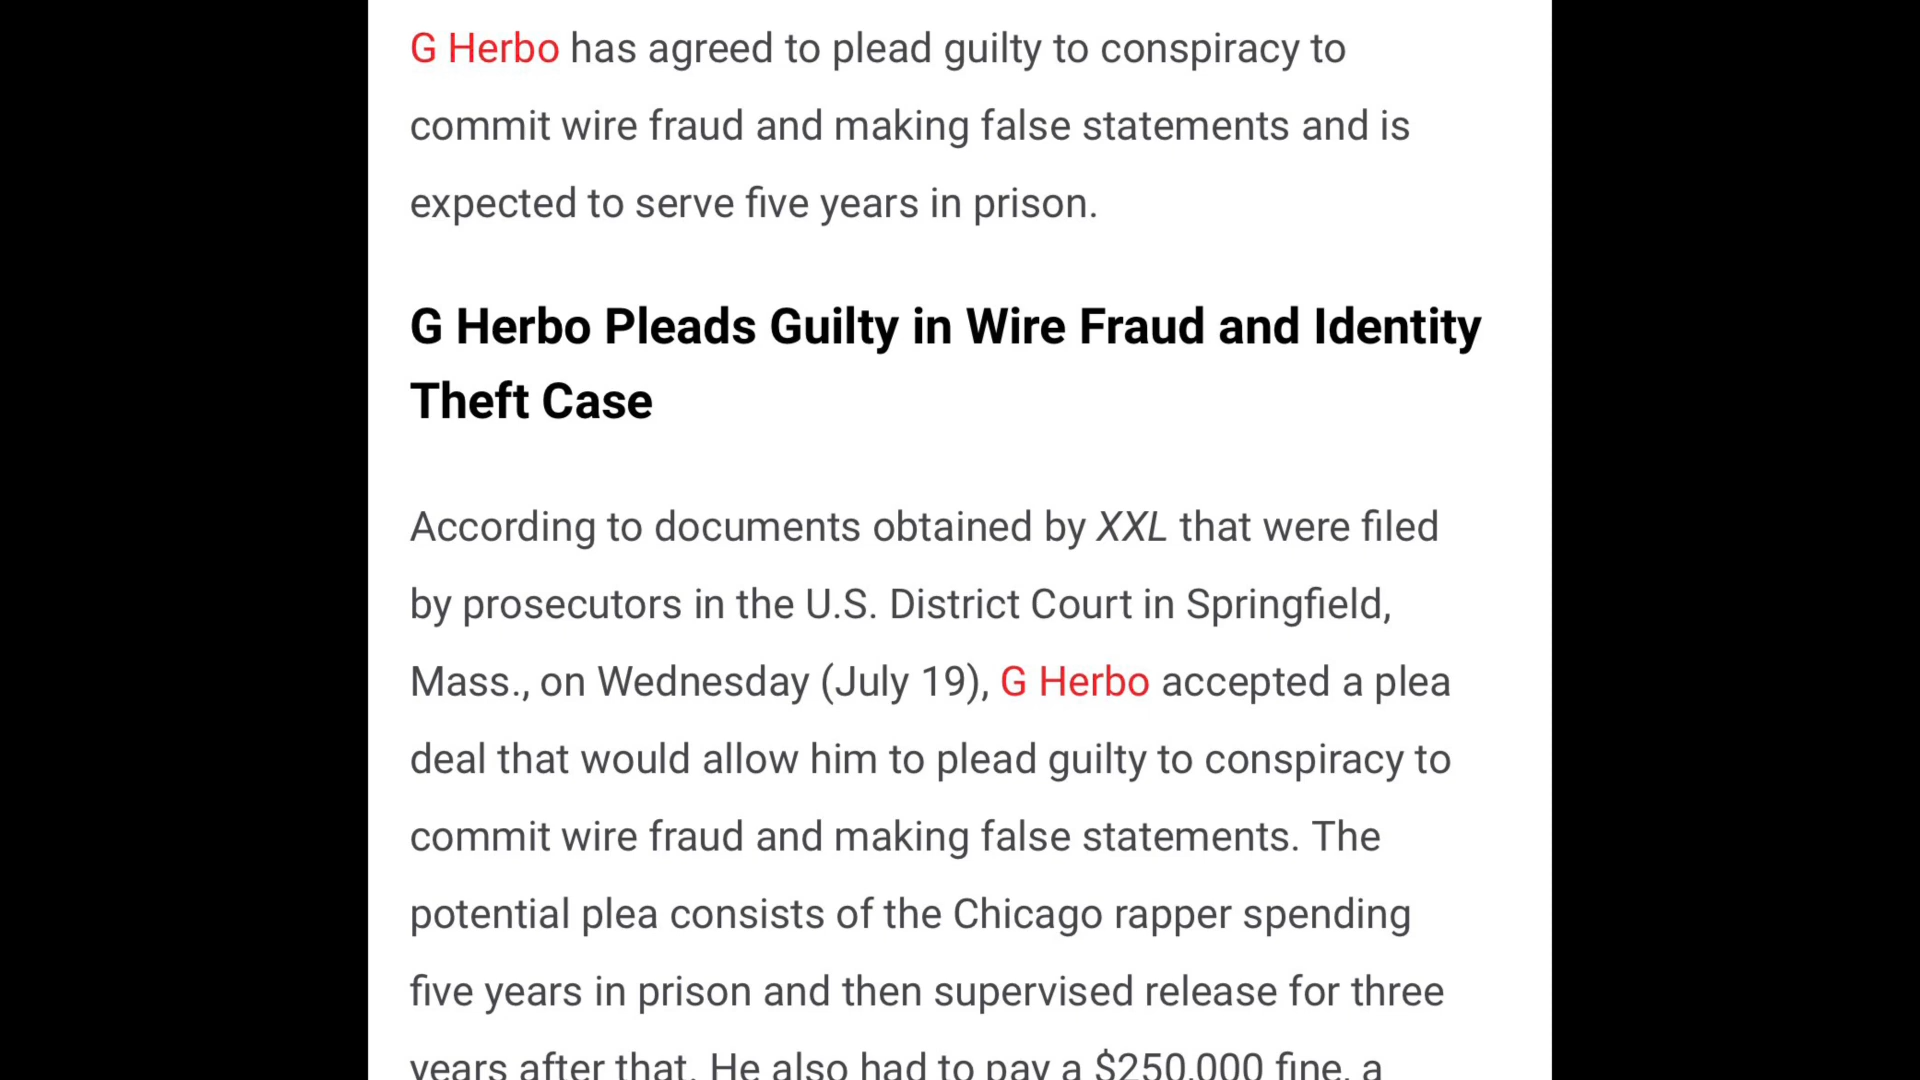 G Herbo has agreed to plead guilty to conspiracy to
commit wire fraud and making false statements and is
expected to serve five years in prison.
G Herbo Pleads Guilty in Wire Fraud and Identity
Theft Case
According to documents obtained by XXL that were filed
by prosecutors in the U.S. District Court in Springfield,
Mass., on Wednesday (July 19), G Herbo accepted a plea
deal that would allow him to plead guilty to conspiracy to
commit wire fraud and making false statements. The
potential plea consists of the Chicago rapper spending
five years in prison and then supervised release for three
years after that. He also had to pay a $250,000 fine, a